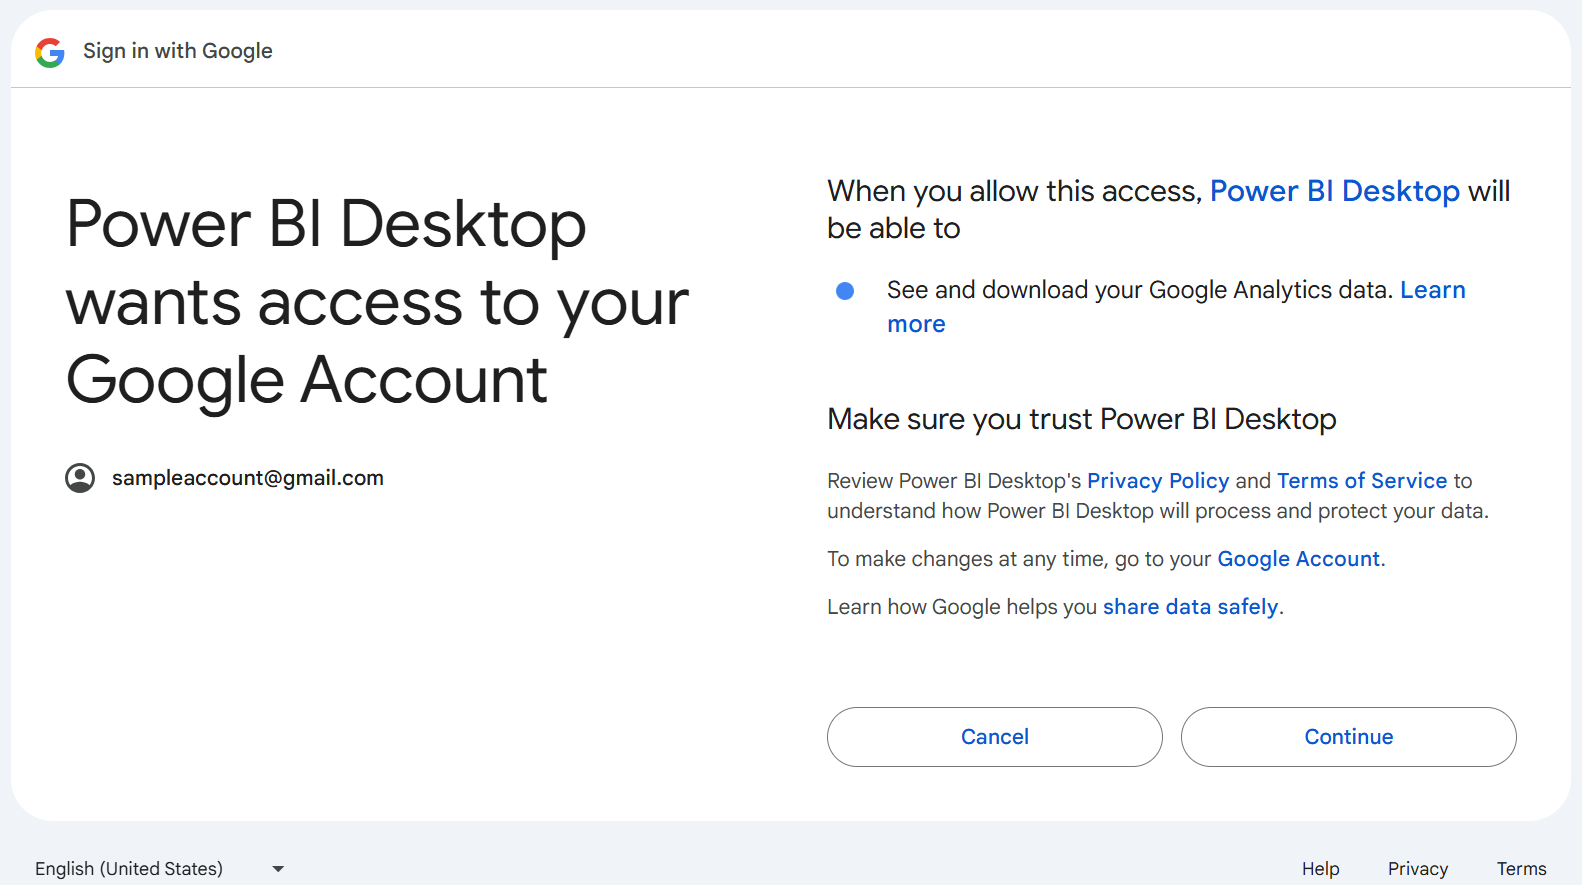 Sign in with Google
Power BI Desktop
wants access to your
Google Account
sampleaccount@gmail.com
When you allow this access, Power BI Desktop will
be able to
See and download your Google Analytics data. Learn
more
Make sure you trust Power BI Desktop
Review Power BI Desktop's Privacy Policy and Terms of Service to
understand how Power BI Desktop will process and protect your data.
To make changes at any time, go to your Google Account.
Learn how Google helps you share data safely.
Cancel
Continue
English (United States)
Help
Privacy
Terms